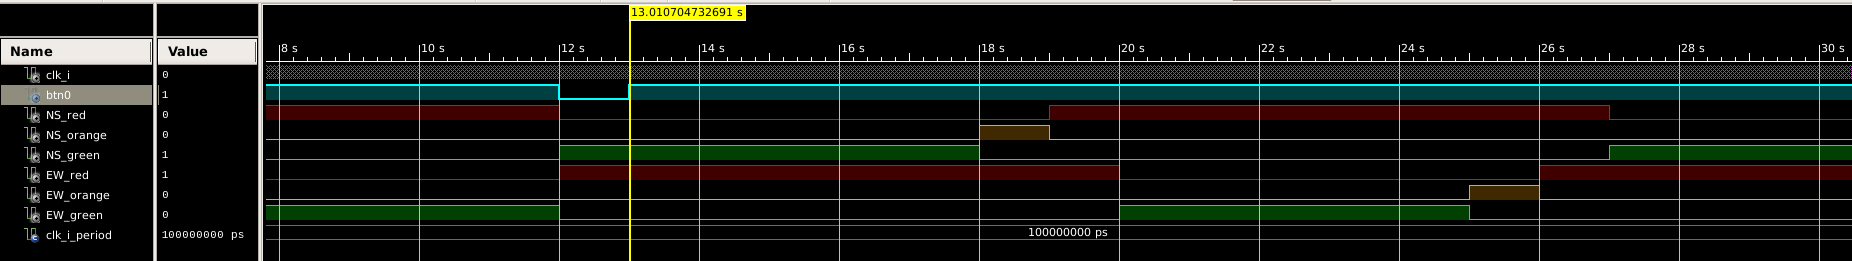 13.010704732691 s
Name Value 8 s 10 s 12 s 14 s 16 s 18 s 20 s 22 s 24 s 26 s 28 s 30 s
clk_i 0
btn0 1
NS_red 0
NS_orange 0
NS_green 1
EW_red 1
EW_orange 0
EW_green 0
clk_i_period 100000000 ps 100000000 ps